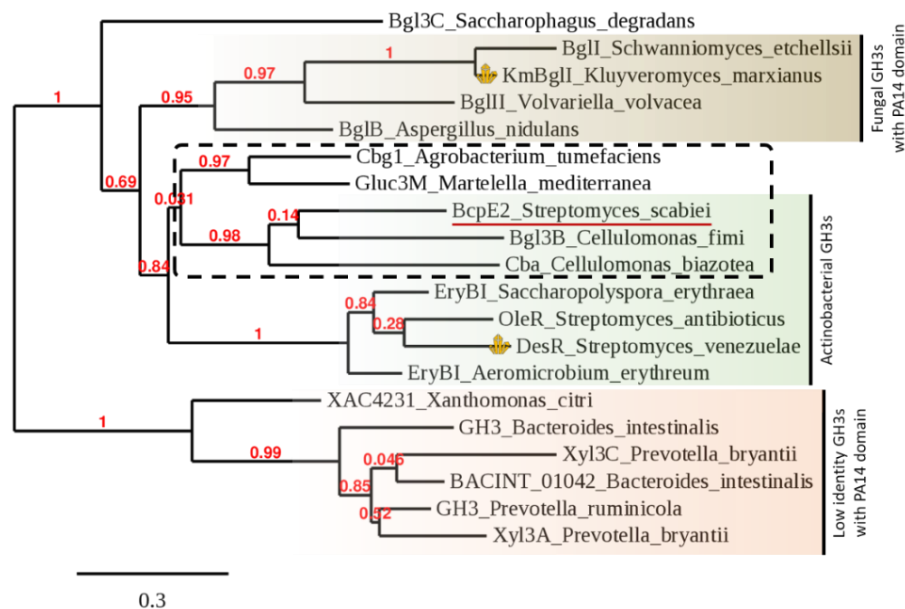 Bgl3C_Saccharophagus_degradans
1
BglI_Schwanniomyces_etchellsii
0.97
KmBglI_Kluyveromyces_marxianus
1
0.95
BglII_Volvariella_volvacea
BglB_Aspergillus_nidulans
Fungal GH3s
with PA14 domain
0.97
Cbg1_Agrobacterium_tumefaciens
0.69
Gluc3M_Martelella_mediterranea
0.031
0.14
BcpE2_Streptomyces_scabiei
0.98
Bgl3B_Cellulomonas_fimi
0.84
Cba_Cellulomonas_biazotea
EryBI_Saccharopolyspora_erythraea
0.84
0.28
OleR_Streptomyces_antibioticus
1
DesR_Streptomyces_venezuelae
EryBI_Aeromicrobium_erythreum
Actinobacterial GH3s
XAC4231_Xanthomonas_citri
1
GH3_Bacteroides_intestinalis
0.99
0.046
Xyl3C_Prevotella_bryantii
0.85
BACINT_01042_Bacteroides_intestinalis
0.52
GH3_Prevotella_ruminicola
Xyl3A_Prevotella_bryantii
Low identity GH3s
with PA14 domain
0.3